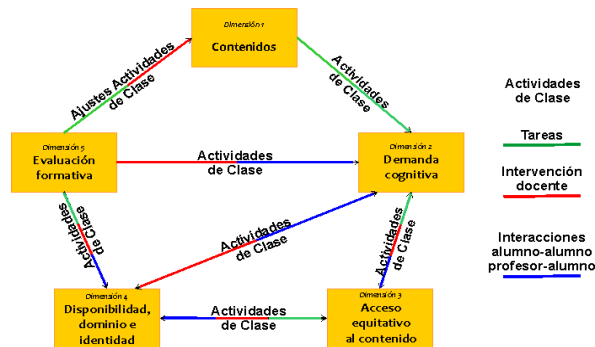 Dimensión 1
Contenidos
Ajustes Actividades
de Clase
Actividades
de Clase
Dimensión 5
Evaluación
formativa
Actividades
de Clase
Dimensión 2
Demanda
cognitiva
Actividades
de Clase
Actividades
de Clase
Actividades
de Clase
Dimensión 4
Disponibilidad,
dominio e
identidad
Actividades
de Clase
Dimensión 3
Acceso
equitativo
al contenido
Actividades
de Clase
Tareas
Intervención
docente
Interacciones
alumno-alumno
profesor-alumno